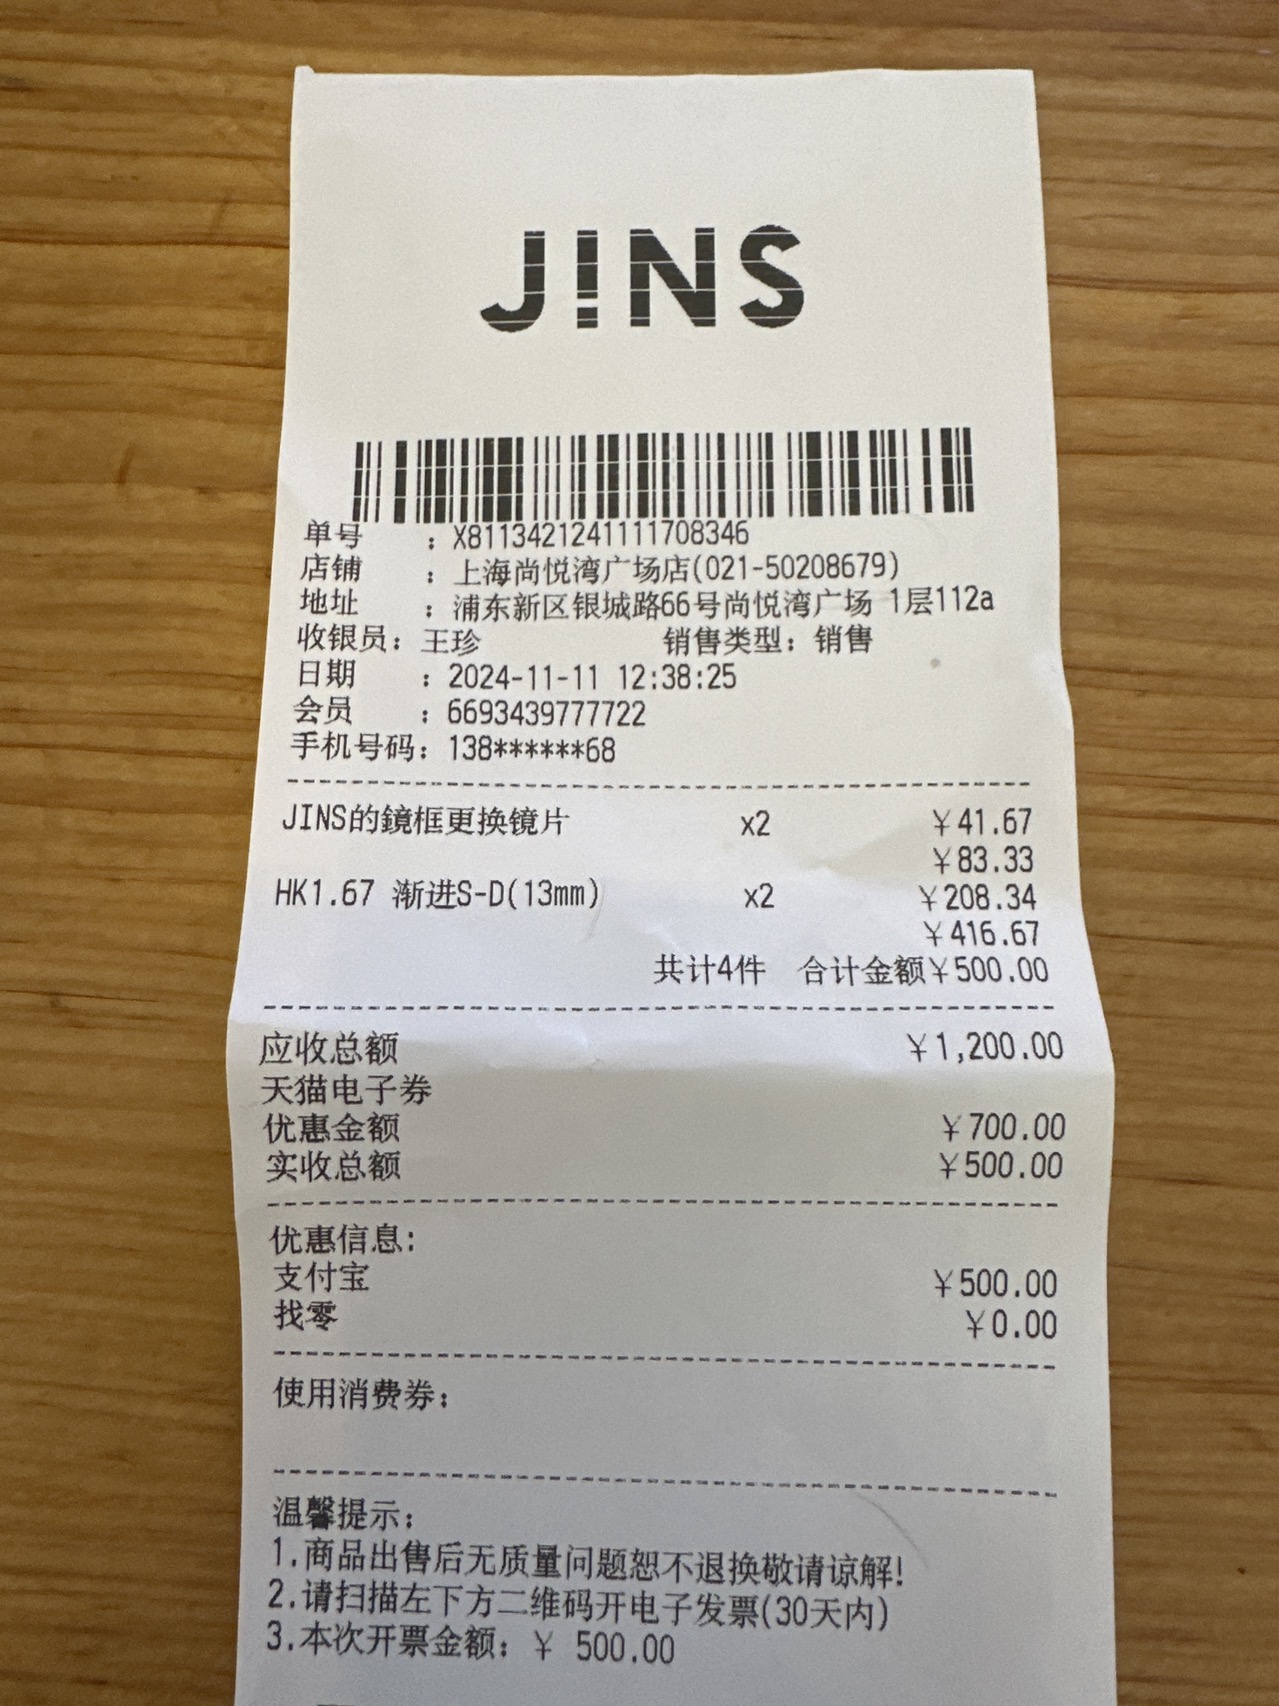 JINS
单号 : X8113421241111708346
店铺 : 上海尚悦湾广场店(021-50208679)
地址 : 浦东新区银城路66号尚悦湾广场 1层112a
收银员: 王珍 销售类型: 销售
日期 : 2024-11-11 12:38:25
会员 : 6693439777722
手机号码: 138******68
JINS的鏡框更换镜片 x2 ¥41.67
¥83.33
HK1.67 渐进S-D(13mm) x2 ¥208.34
¥416.67
共计4件 合计金额¥500.00
应收总额 ¥1,200.00
天猫电子券
优惠金额 ¥700.00
实收总额 ¥500.00
优惠信息:
支付宝 ¥500.00
找零 ¥0.00
使用消费券:
温馨提示:
1.商品出售后无质量问题恕不退换敬请谅解!
2.请扫描左下方二维码开电子发票(30天内)
3.本次开票金额: ¥ 500.00